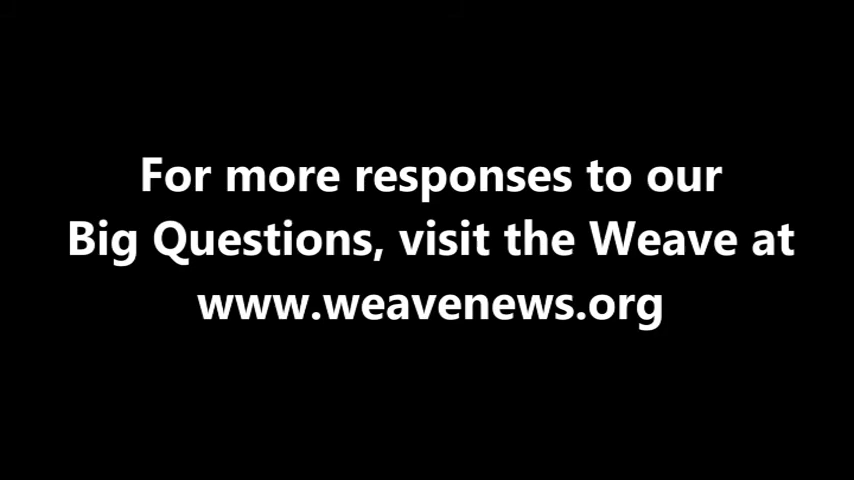 For more responses to our
Big Questions, visit the Weave at
www.weavenews.org